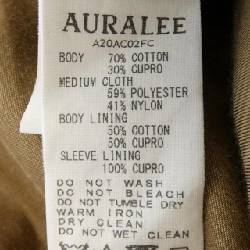 AURALEE
A20AC02FC
BODY 70% COTTON
30% CUPRO
MEDIUM CLOTH
59% POLYESTER
41% NYLON
BODY LINING
50% COTTON
50% CUPRO
SLEEVE LINING
100% CUPRO
DO NOT WASH
DO NOT BLEACH
DO NOT TUMBLE DRY
WARM IRON
DRY CLEAN
DO NOT WET CLEAN